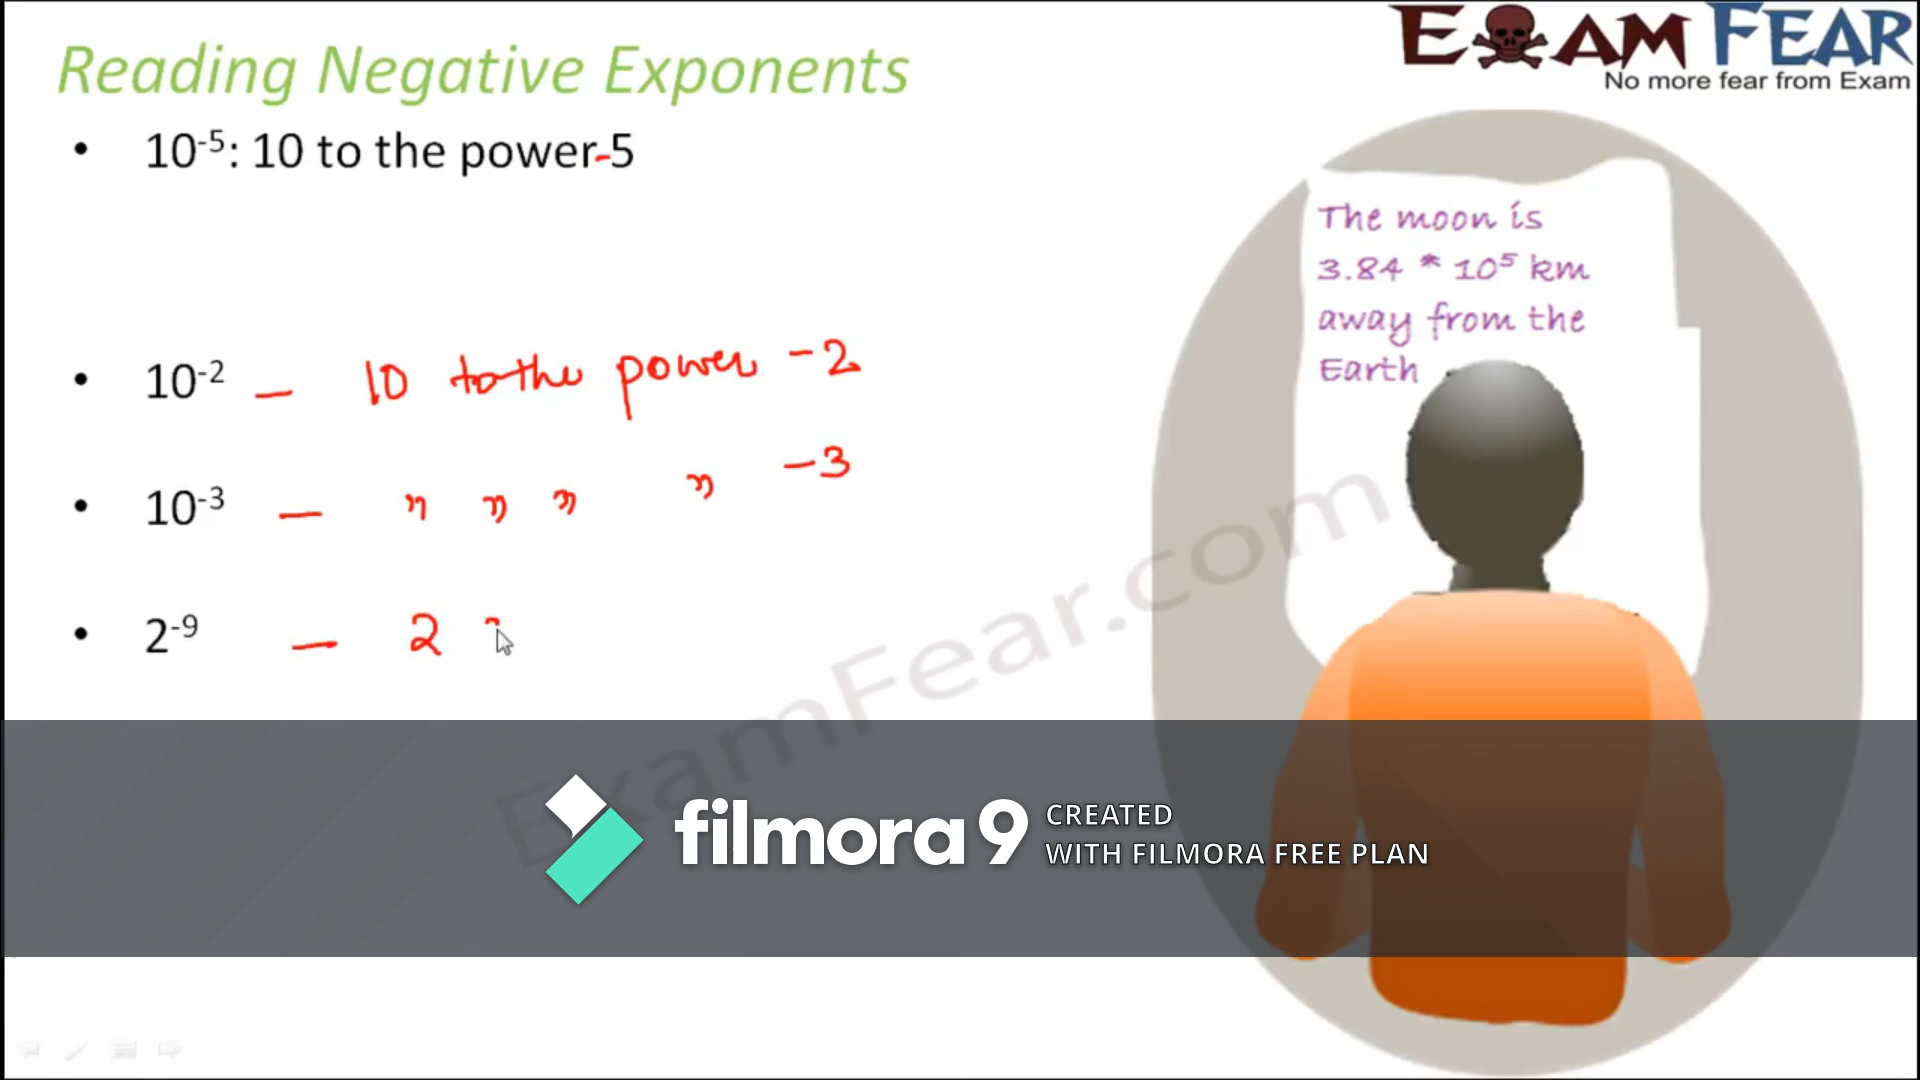 Reading Negative Exponents
EXAM FEAR
No more fear from Exam
• 10⁻⁵: 10 to the power-5
The moon is
3.84 * 10⁵ km
away from the
Earth
• 10⁻² – 10 to the power -2
• 10⁻³ – " " " " -3
• 2⁻⁹ – 2
ExamFear.com
filmora9 CREATED
WITH FILMORA FREE PLAN